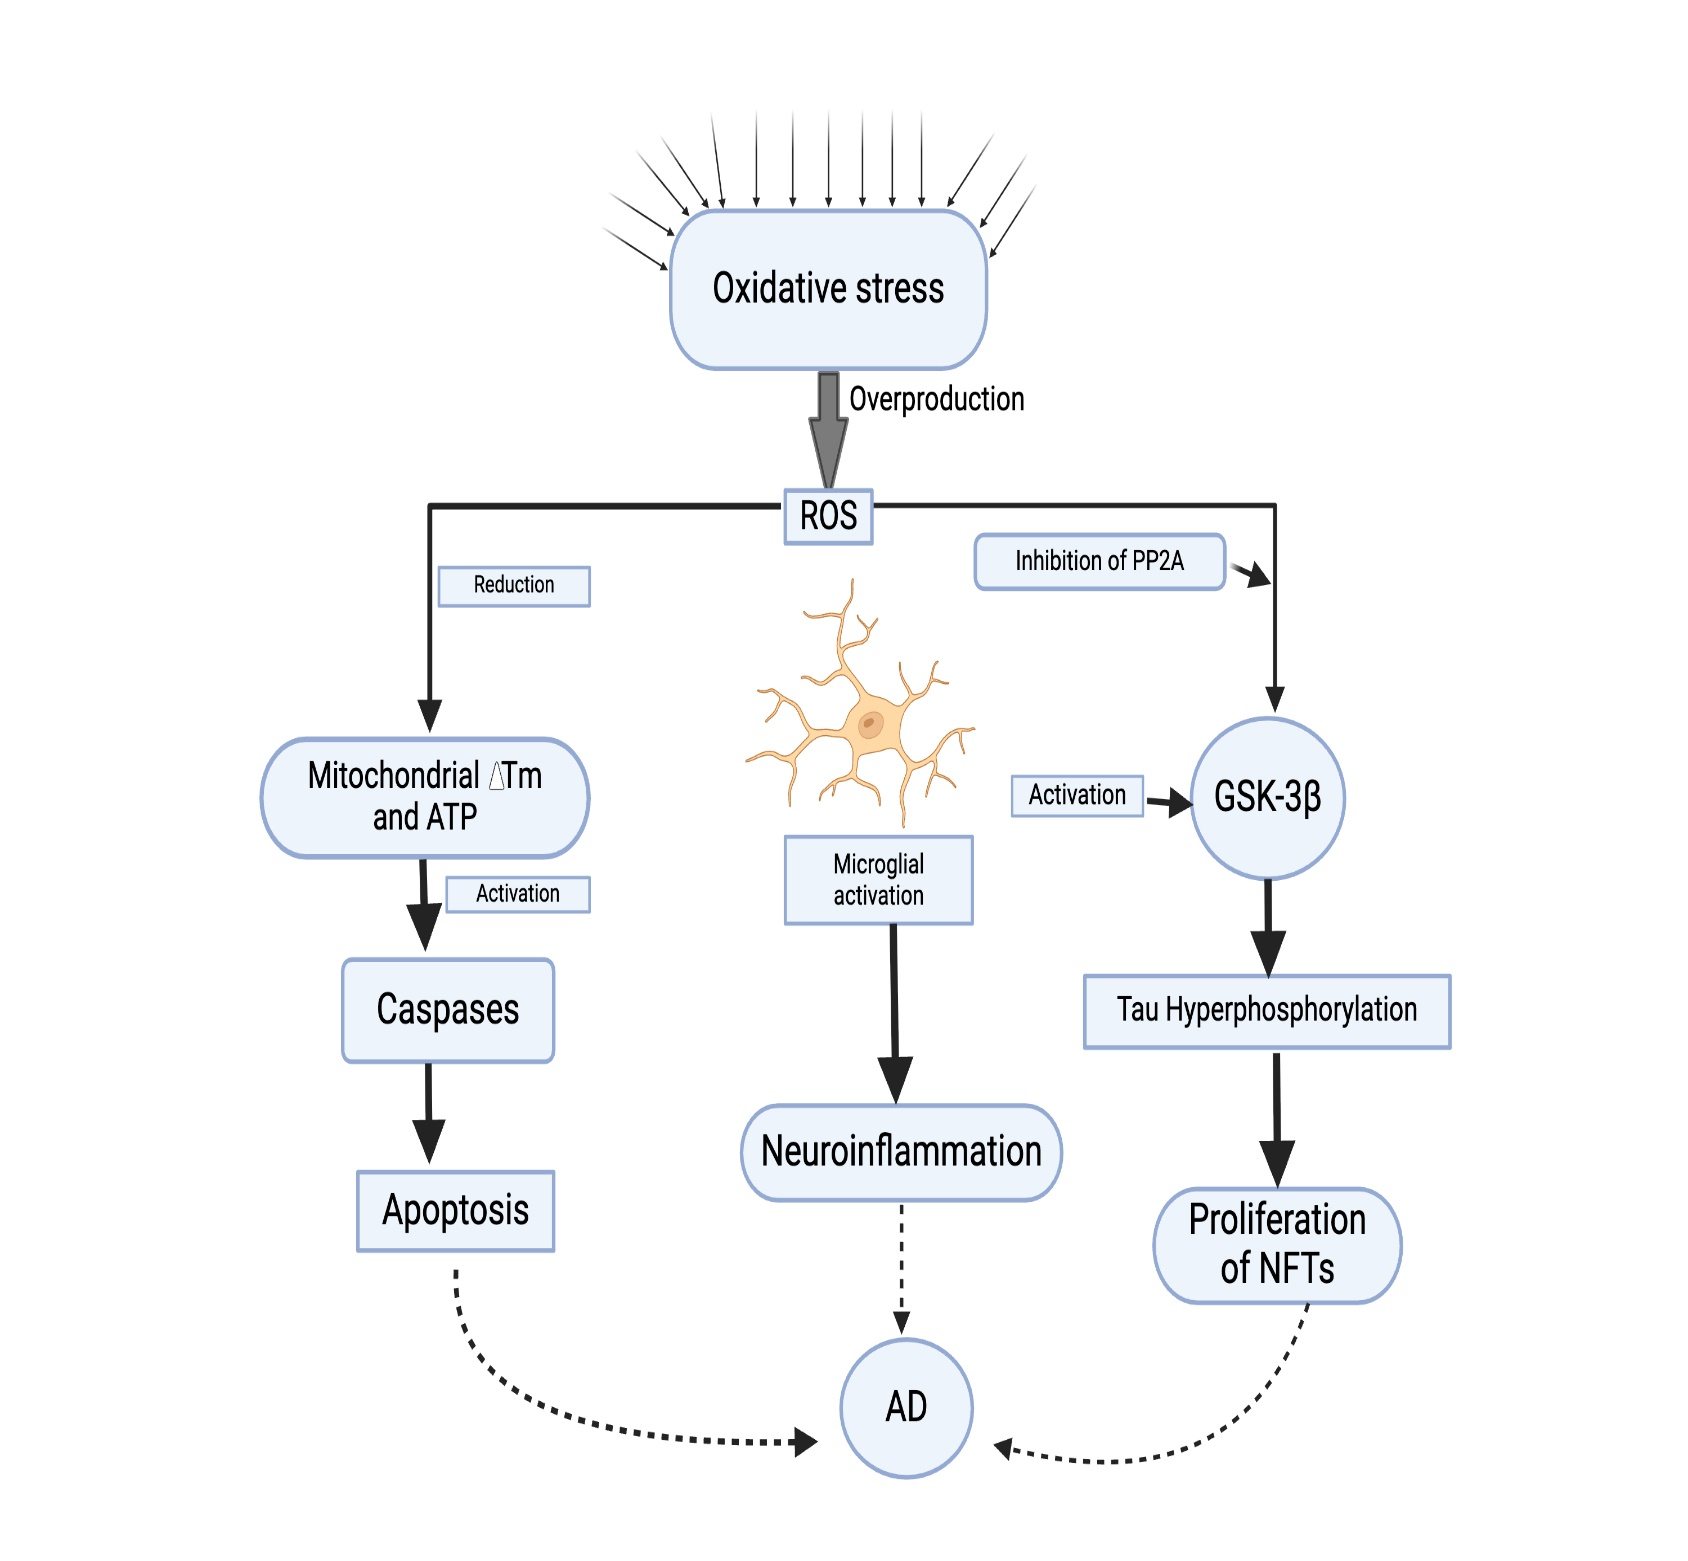 Oxidative stress
Overproduction
ROS
Reduction
Inhibition of PP2A
Mitochondrial △Tm
and ATP
Activation
GSK-3β
Microglial
activation
Activation
Caspases
Tau Hyperphosphorylation
Neuroinflammation
Apoptosis
Proliferation
of NFTs
AD